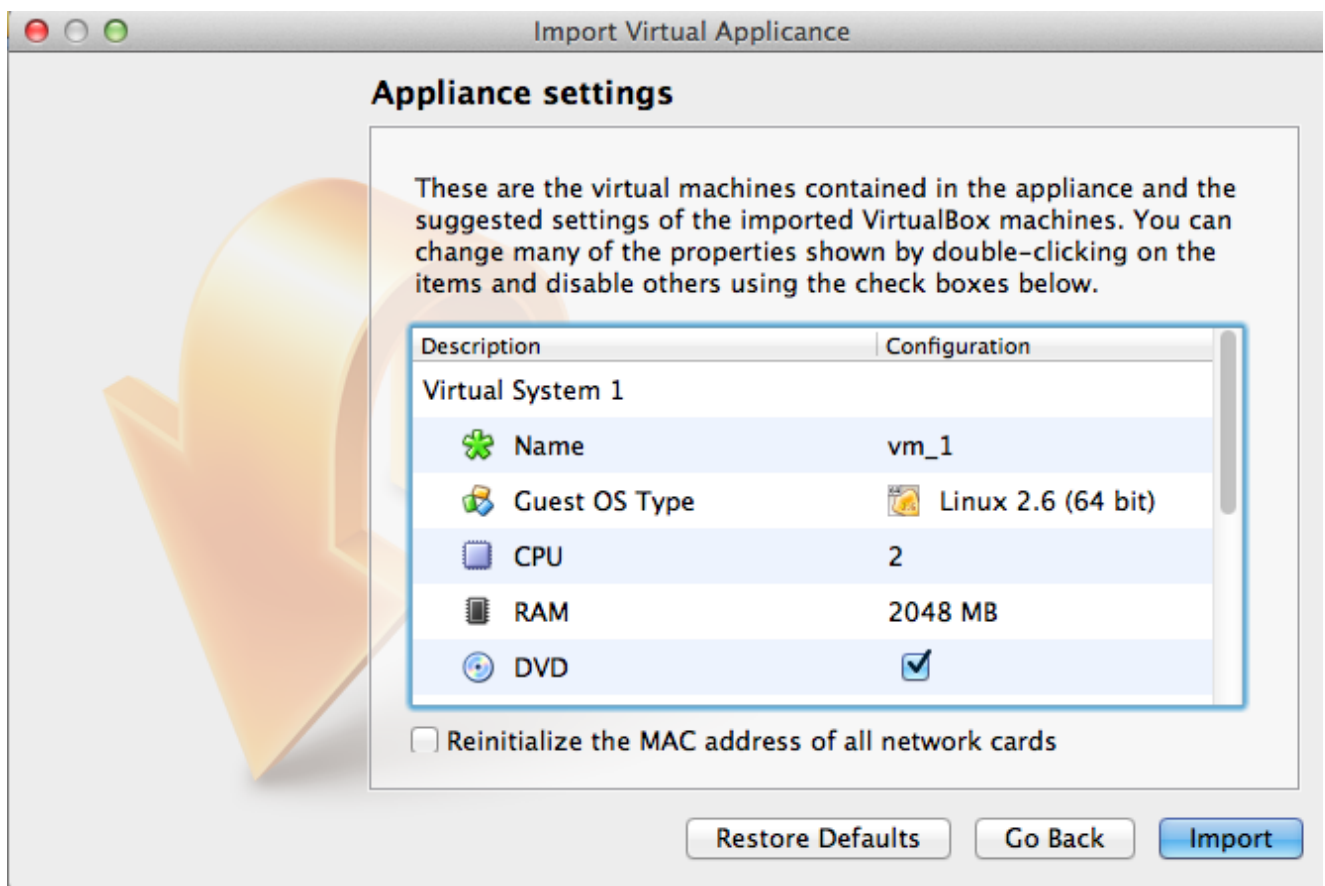 Import Virtual Applicance
Appliance settings
These are the virtual machines contained in the appliance and the
suggested settings of the imported VirtualBox machines. You can
change many of the properties shown by double-clicking on the
items and disable others using the check boxes below.
Description Configuration
Virtual System 1
Name vm_1
Guest OS Type Linux 2.6 (64 bit)
CPU 2
RAM 2048 MB
DVD
Reinitialize the MAC address of all network cards
Restore Defaults Go Back Import